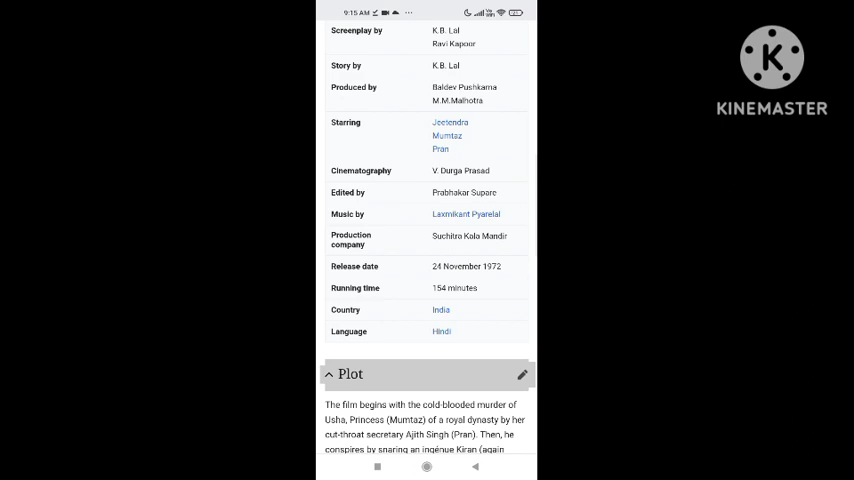 9:15 AM
KINEMASTER
Screenplay by
K.B. Lal
Ravi Kapoor
Story by
K.B. Lal
Produced by
Baldev Pushkarna
M.M.Malhotra
Starring
Jeetendra
Mumtaz
Pran
Cinematography
V. Durga Prasad
Edited by
Prabhakar Supare
Music by
Laxmikant Pyarelal
Production
company
Suchitra Kala Mandir
Release date
24 November 1972
Running time
154 minutes
Country
India
Language
Hindi
Plot
The film begins with the cold-blooded murder of
Usha, Princess (Mumtaz) of a royal dynasty by her
cut-throat secretary Ajith Singh (Pran). Then, he
conspires by snaring an ingénue Kiran (again